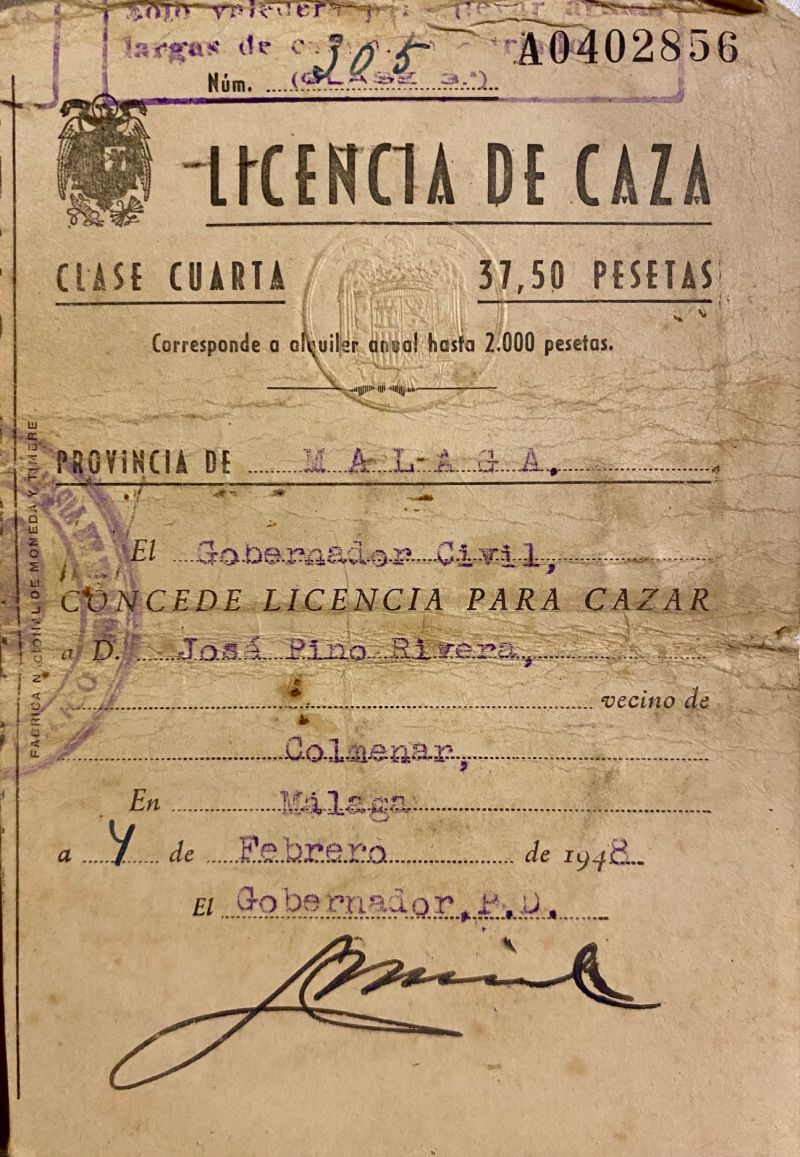 largas de
A0402856
Núm. 305
LICENCIA DE CAZA
CLASE CUARTA 37,50 PESETAS
Corresponde a alquiler anual hasta 2.000 pesetas.
PROVINCIA DE MALAGA.
El Gobernador Civil,
CONCEDE LICENCIA PARA CAZAR
a D. José Pino Rivera,
vecino de
Colmenar,
En Málaga
a 4 de Febrero de 1948
El Gobernador, P.D.
FABRICA NACIONAL DE MONEDA Y TIMBRE